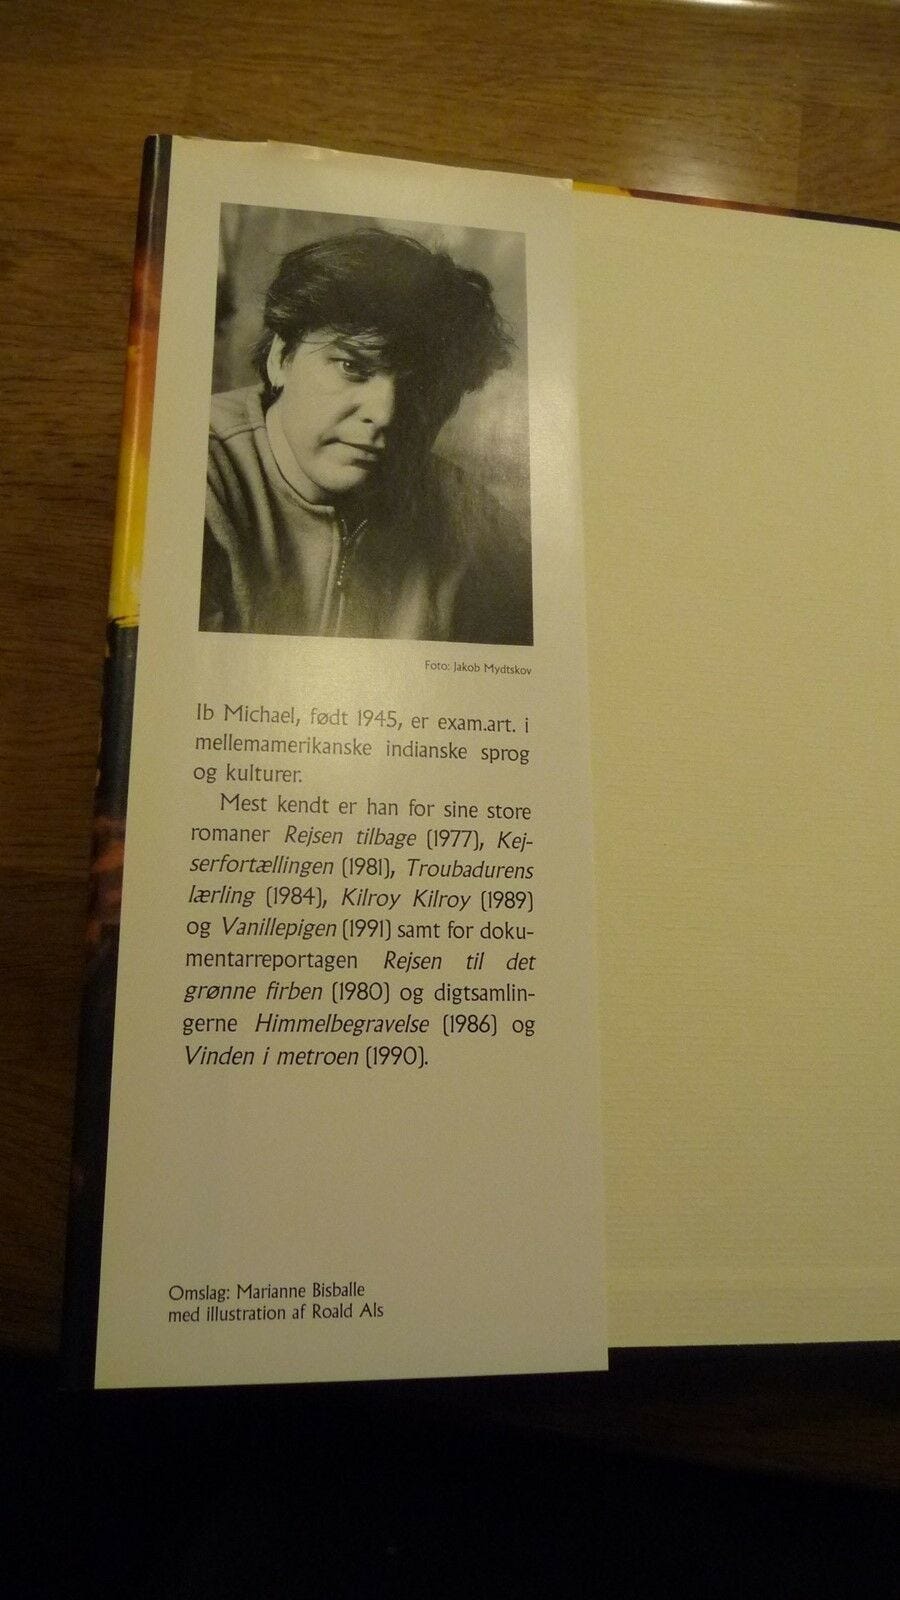 Foto: Jakob Mydtskov
Ib Michael, født 1945, er exam.art. i
mellemamerikanske indianske sprog
og kulturer.
Mest kendt er han for sine store
romaner Rejsen tilbage (1977), Kej-
serfortællingen (1981), Troubadurens
lærling (1984), Kilroy Kilroy (1989)
og Vanillepigen (1991) samt for doku-
mentarreportagen Rejsen til det
grønne firben (1980) og digtsamlin-
gerne Himmelbegravelse (1986) og
Vinden i metroen (1990).
Omslag: Marianne Bisballe
med illustration af Roald Als